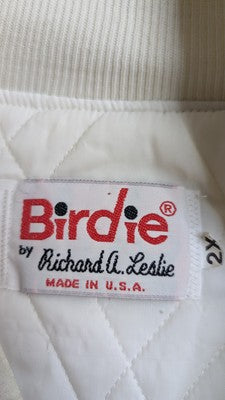 Birdie®
by Richard A. Leslie
MADE IN U.S.A.
2X